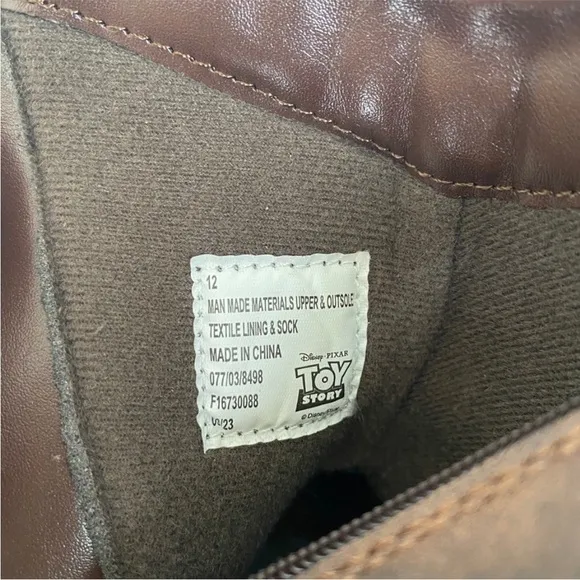 12
MAN MADE MATERIALS UPPER & OUTSOLE
TEXTILE LINING & SOCK
MADE IN CHINA
077/03/8498
F16730088
/23
Disney · PIXAR
TOY
STORY
© Disney/Pixar